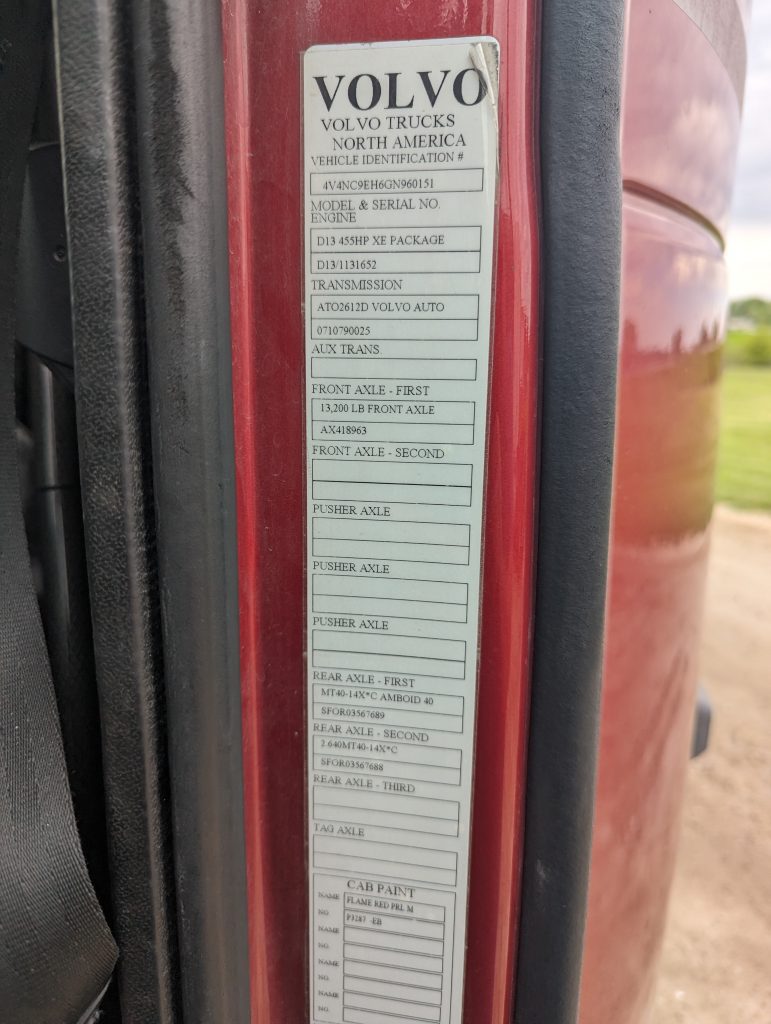 VOLVO
VOLVO TRUCKS
NORTH AMERICA
VEHICLE IDENTIFICATION #
4V4NC9EH6GN960151
MODEL & SERIAL NO.
ENGINE
D13 455HP XE PACKAGE
D13/1131652
TRANSMISSION
ATO2612D VOLVO AUTO
0710790025
AUX TRANS.
FRONT AXLE - FIRST
13,200 LB FRONT AXLE
AX418963
FRONT AXLE - SECOND
PUSHER AXLE
PUSHER AXLE
PUSHER AXLE
REAR AXLE - FIRST
MT40-14X*C AMBOID 40
SFOR03567689
REAR AXLE - SECOND
2.640MT40-14X*C
SFOR03567688
REAR AXLE - THIRD
TAG AXLE
CAB PAINT
NAME FLAME RED PRL M
NO. P3287 -EB
NAME
NO.
NAME
NO.
NAME
NO.